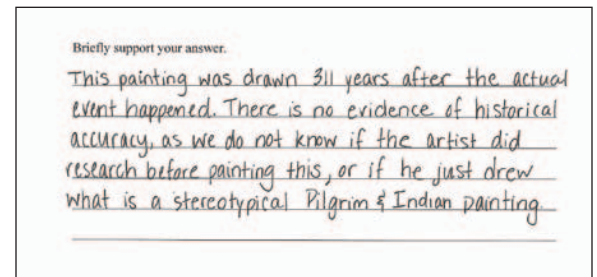 Briefly support your answer.
This painting was drawn 311 years after the actual
event happened. There is no evidence of historical
accuracy, as we do not know if the artist did
research before painting this, or if he just drew
what is a stereotypical Pilgrim & Indian painting.